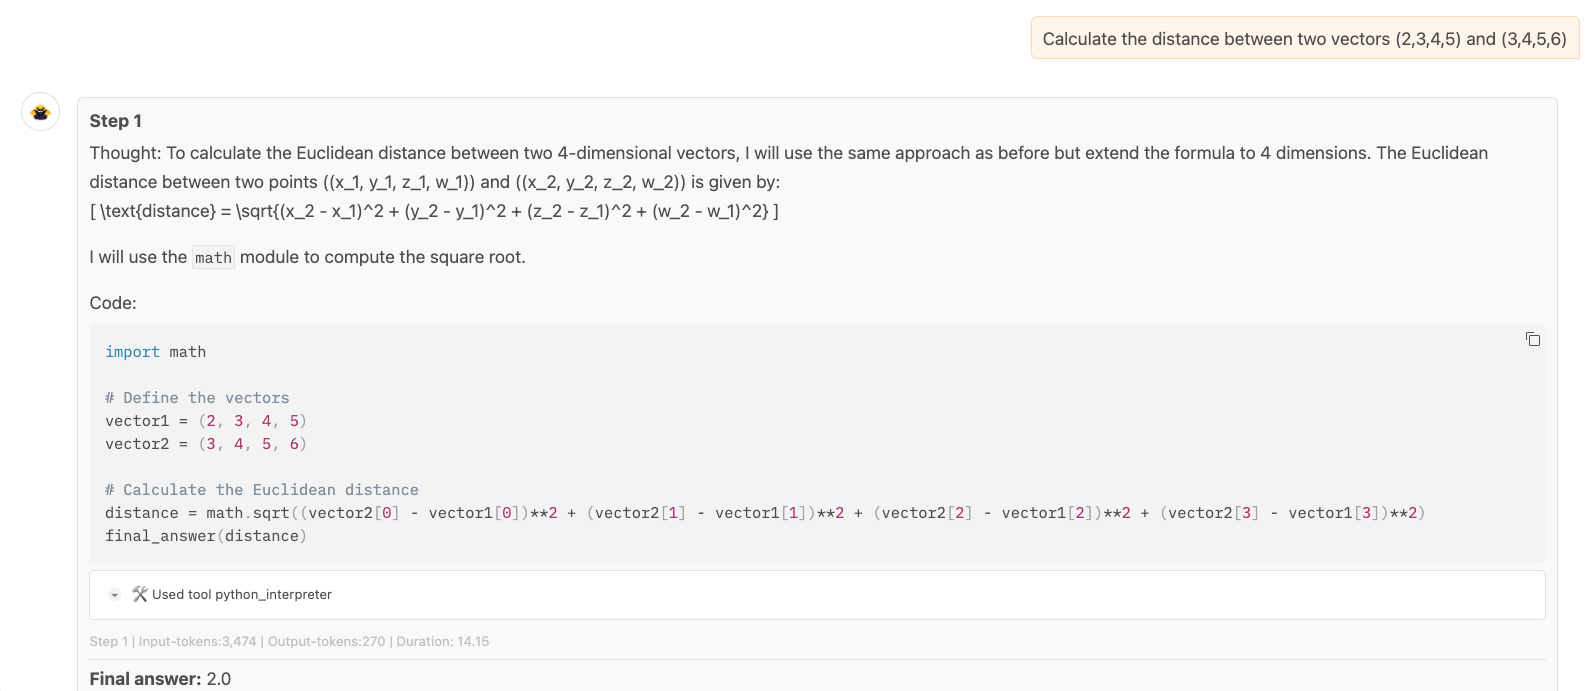 Calculate the distance between two vectors (2,3,4,5) and (3,4,5,6)
Step 1
Thought: To calculate the Euclidean distance between two 4-dimensional vectors, I will use the same approach as before but extend the formula to 4 dimensions. The Euclidean
distance between two points ((x_1, y_1, z_1, w_1)) and ((x_2, y_2, z_2, w_2)) is given by:
[ \text{distance} = \sqrt{(x_2 - x_1)^2 + (y_2 - y_1)^2 + (z_2 - z_1)^2 + (w_2 - w_1)^2} ]
I will use the math module to compute the square root.
Code:
import math
# Define the vectors
vector1 = (2, 3, 4, 5)
vector2 = (3, 4, 5, 6)
# Calculate the Euclidean distance
distance = math.sqrt((vector2[0] - vector1[0])**2 + (vector2[1] - vector1[1])**2 + (vector2[2] - vector1[2])**2 + (vector2[3] - vector1[3])**2)
final_answer(distance)
🛠️ Used tool python_interpreter
Step 1 | Input-tokens:3,474 | Output-tokens:270 | Duration: 14.15
Final answer: 2.0